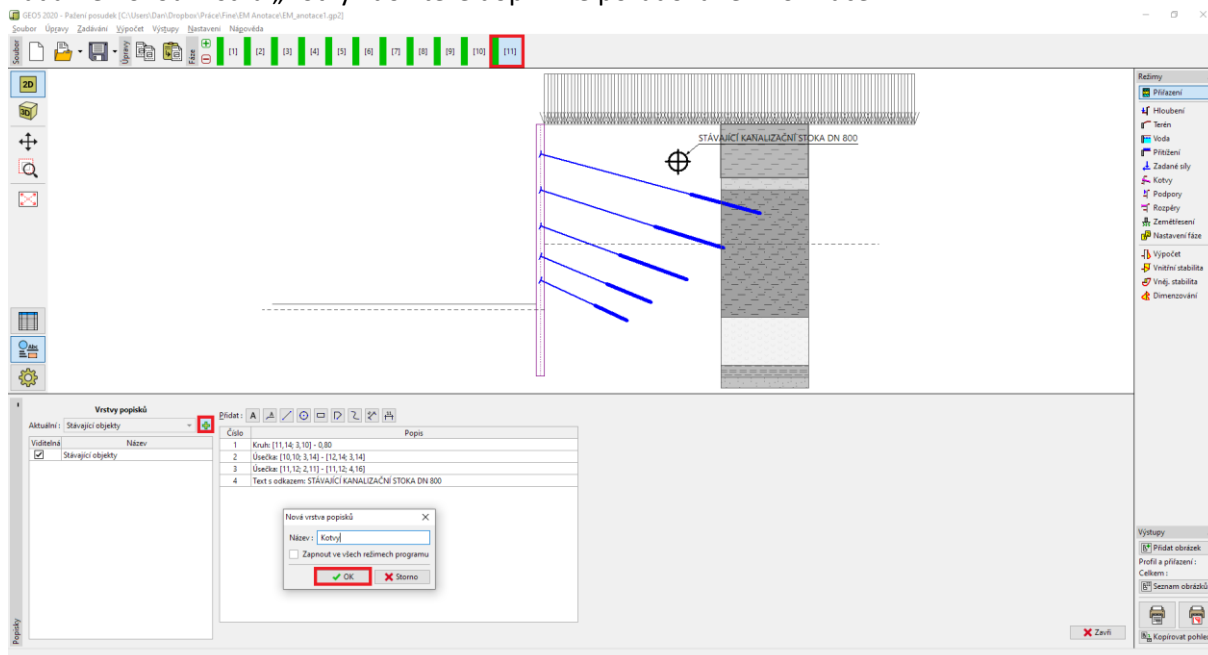 GEO5 2020 - Pažení posudek [C:\Users\Dan\Dropbox\Práce\Fine\EM Anotace\EM_anotace1.gp2]
Soubor Úpravy Zadávání Výpočet Výstupy Nastavení Nápověda
Soubor
Úpravy
Fáze
[1] [2] [3] [4] [5] [6] [7] [8] [9] [10] [11]
2D
3D
Abc
STÁVAJÍCÍ KANALIZAČNÍ STOKA DN 800
Režimy
Přiřazení
Hloubení
Terén
Voda
Přitížení
Zadané síly
Kotvy
Podpory
Rozpěry
Zemětřesení
Nastavení fáze
Výpočet
Vnitřní stabilita
Vněj. stabilita
Dimenzování
Vrstvy popisků
Aktuální : Stávající objekty
Viditelná Název
Stávající objekty
Přidat :
Číslo Popis
1 Kruh: [11,14; 3,10] - 0,80
2 Úsečka: [10,10; 3,14] - [12,14; 3,14]
3 Úsečka: [11,12; 2,11] - [11,12; 4,16]
4 Text s odkazem: STÁVAJÍCÍ KANALIZAČNÍ STOKA DN 800
Nová vrstva popisků
Název : Kotvy
Zapnout ve všech režimech programu
OK Storno
Popisky
Zavři
Výstupy
Přidat obrázek
Profil a přiřazení :
Celkem :
Seznam obrázků
Kopírovat pohled